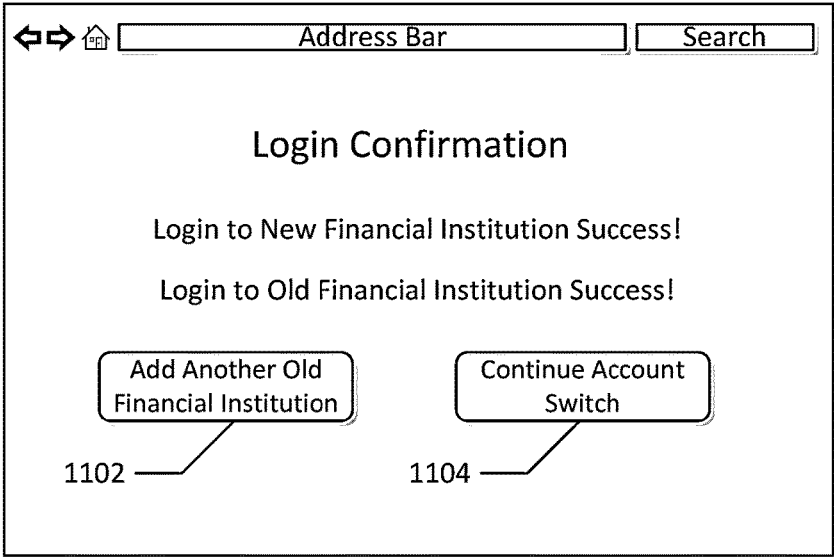 Address Bar
Search
Login Confirmation
Login to New Financial Institution Success!
Login to Old Financial Institution Success!
Add Another Old
Financial Institution
Continue Account
Switch
1102
1104